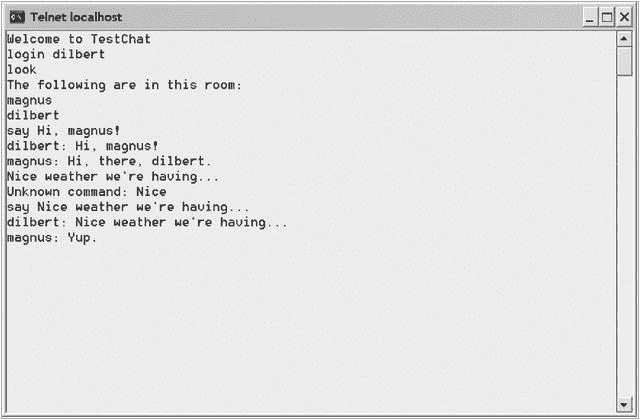 Telnet localhost
Welcome to TestChat
login dilbert
look
The following are in this room:
magnus
dilbert
say Hi, magnus!
dilbert: Hi, magnus!
magnus: Hi, there, dilbert.
Nice weather we're having...
Unknown command: Nice
say Nice weather we're having...
dilbert: Nice weather we're having...
magnus: Yup.